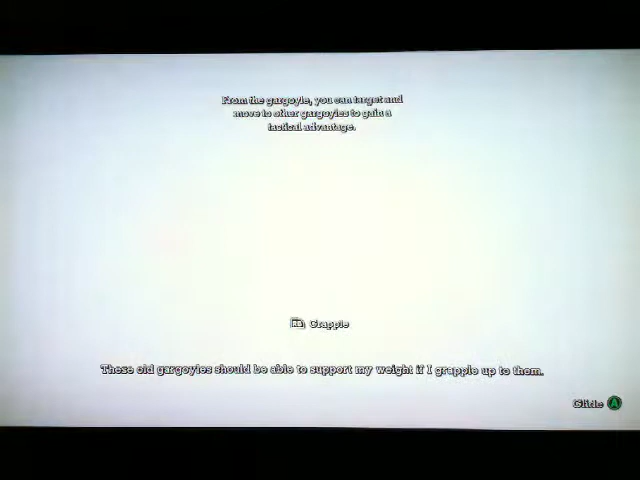 From the gargoyle, you can target and
move to other gargoyles to gain a
tactical advantage.
RB Grapple
These old gargoyles should be able to support my weight if I grapple up to them.
Glide A